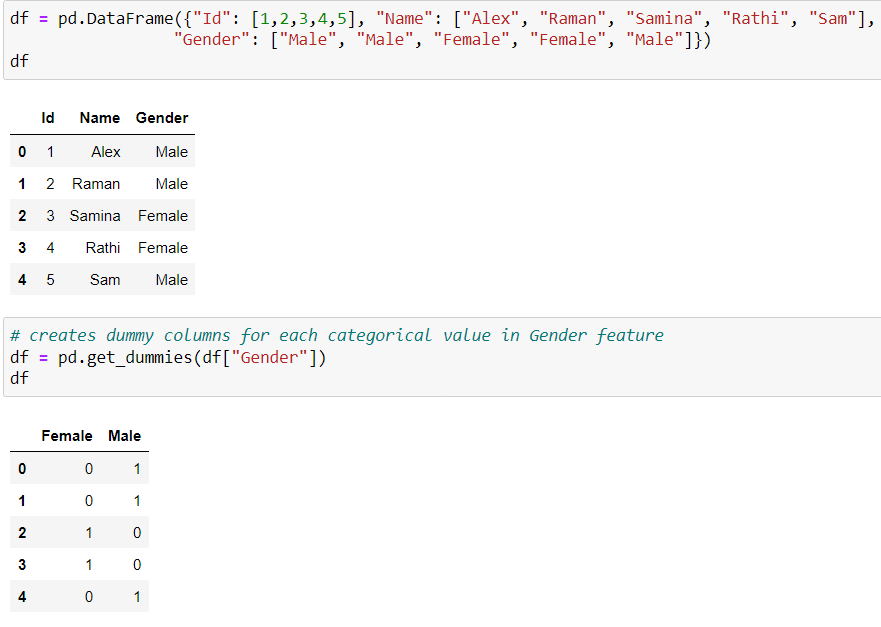 df = pd.DataFrame({"Id": [1,2,3,4,5], "Name": ["Alex", "Raman", "Samina", "Rathi", "Sam"],
"Gender": ["Male", "Male", "Female", "Female", "Male"]})
df
Id Name Gender
0 1 Alex Male
1 2 Raman Male
2 3 Samina Female
3 4 Rathi Female
4 5 Sam Male
# creates dummy columns for each categorical value in Gender feature
df = pd.get_dummies(df["Gender"])
df
Female Male
0 0 1
1 0 1
2 1 0
3 1 0
4 0 1